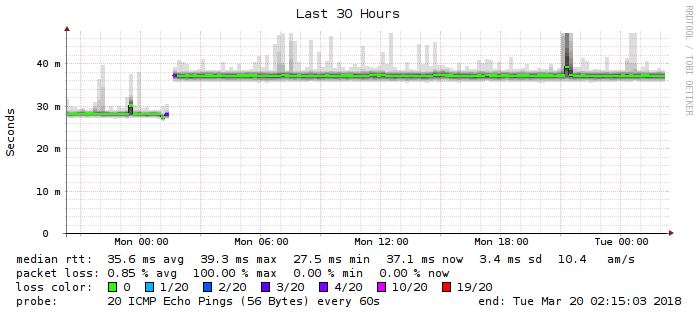 Last 30 Hours
RRDTOOL / TOBI OETIKER
Seconds
40 m
30 m
20 m
10 m
0
Mon 00:00 Mon 06:00 Mon 12:00 Mon 18:00 Tue 00:00
median rtt: 35.6 ms avg 39.3 ms max 27.5 ms min 37.1 ms now 3.4 ms sd 10.4 am/s
packet loss: 0.85 % avg 100.00 % max 0.00 % min 0.00 % now
loss color: 0 1/20 2/20 3/20 4/20 10/20 19/20
probe: 20 ICMP Echo Pings (56 Bytes) every 60s end: Tue Mar 20 02:15:03 2018